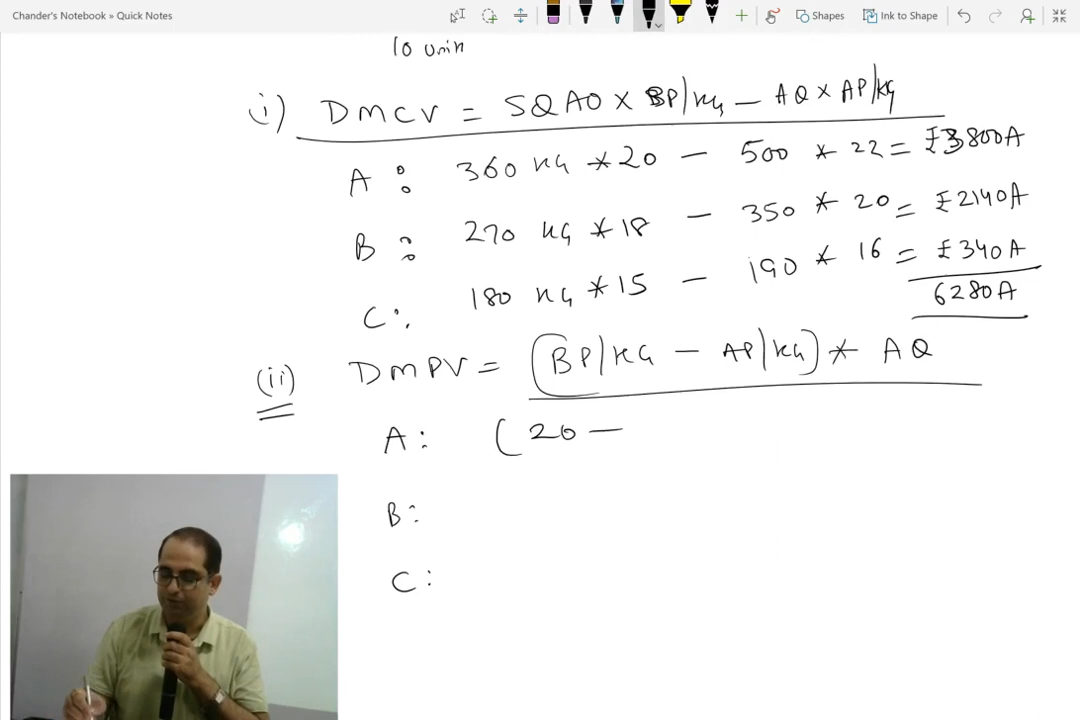 Chander's Notebook » Quick Notes
Shapes
Ink to Shape
10 unin
i) DMCV = SQAO × BP/KG – AQ × AP/KG
A : 360 KG * 20 – 500 * 22 = ₹3800A
B : 270 KG * 18 – 350 * 20 = ₹2140A
C : 180 KG * 15 – 190 * 16 = ₹340A
6280A
(ii) DMPV = (BP/KG – AP/KG) * AQ
A : (20 –
B :
C :